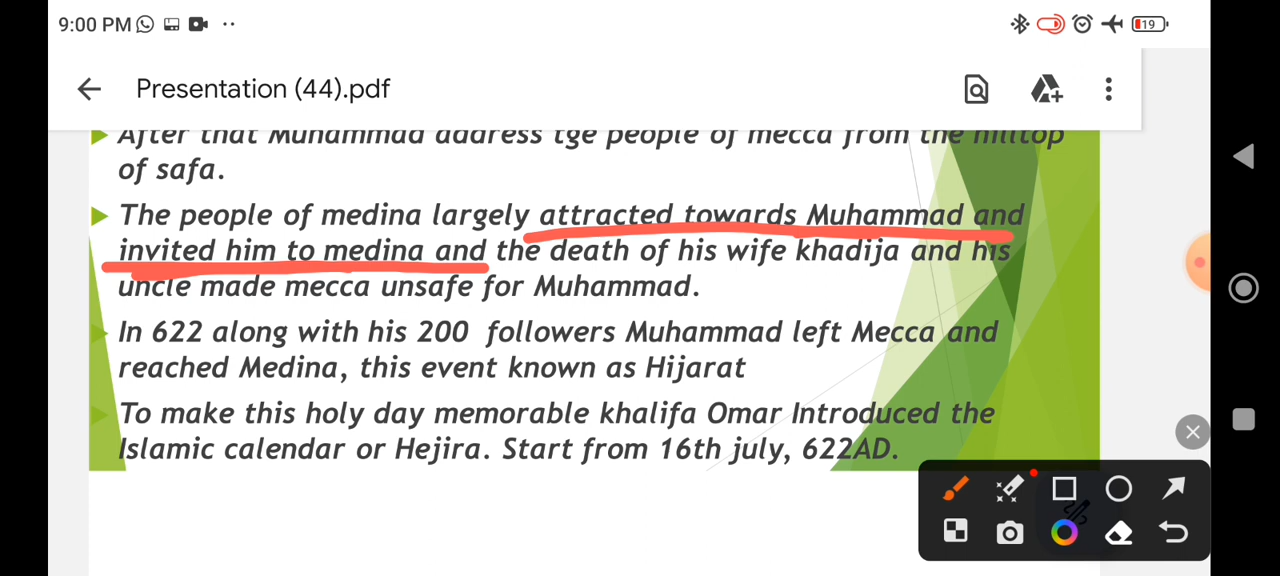 9:00 PM
19
Presentation (44).pdf
After that Muhammad address tge people of mecca from the hilltop
of safa.
The people of medina largely attracted towards Muhammad and
invited him to medina and the death of his wife khadija and his
uncle made mecca unsafe for Muhammad.
In 622 along with his 200 followers Muhammad left Mecca and
reached Medina, this event known as Hijarat
To make this holy day memorable khalifa Omar Introduced the
Islamic calendar or Hejira. Start from 16th july, 622AD.